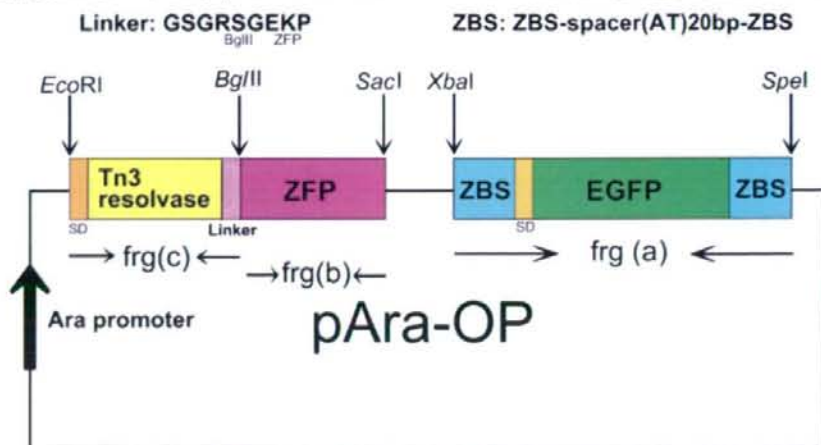 Linker: GSGRSGEKP
BglII ZFP
ZBS: ZBS-spacer(AT)20bp-ZBS
EcoRI
BglII
SacI
XbaI
SpeI
Tn3
resolvase
ZFP
ZBS
EGFP
ZBS
SD
Linker
SD
frg(c)
frg(b)
frg (a)
Ara promoter
pAra-OP